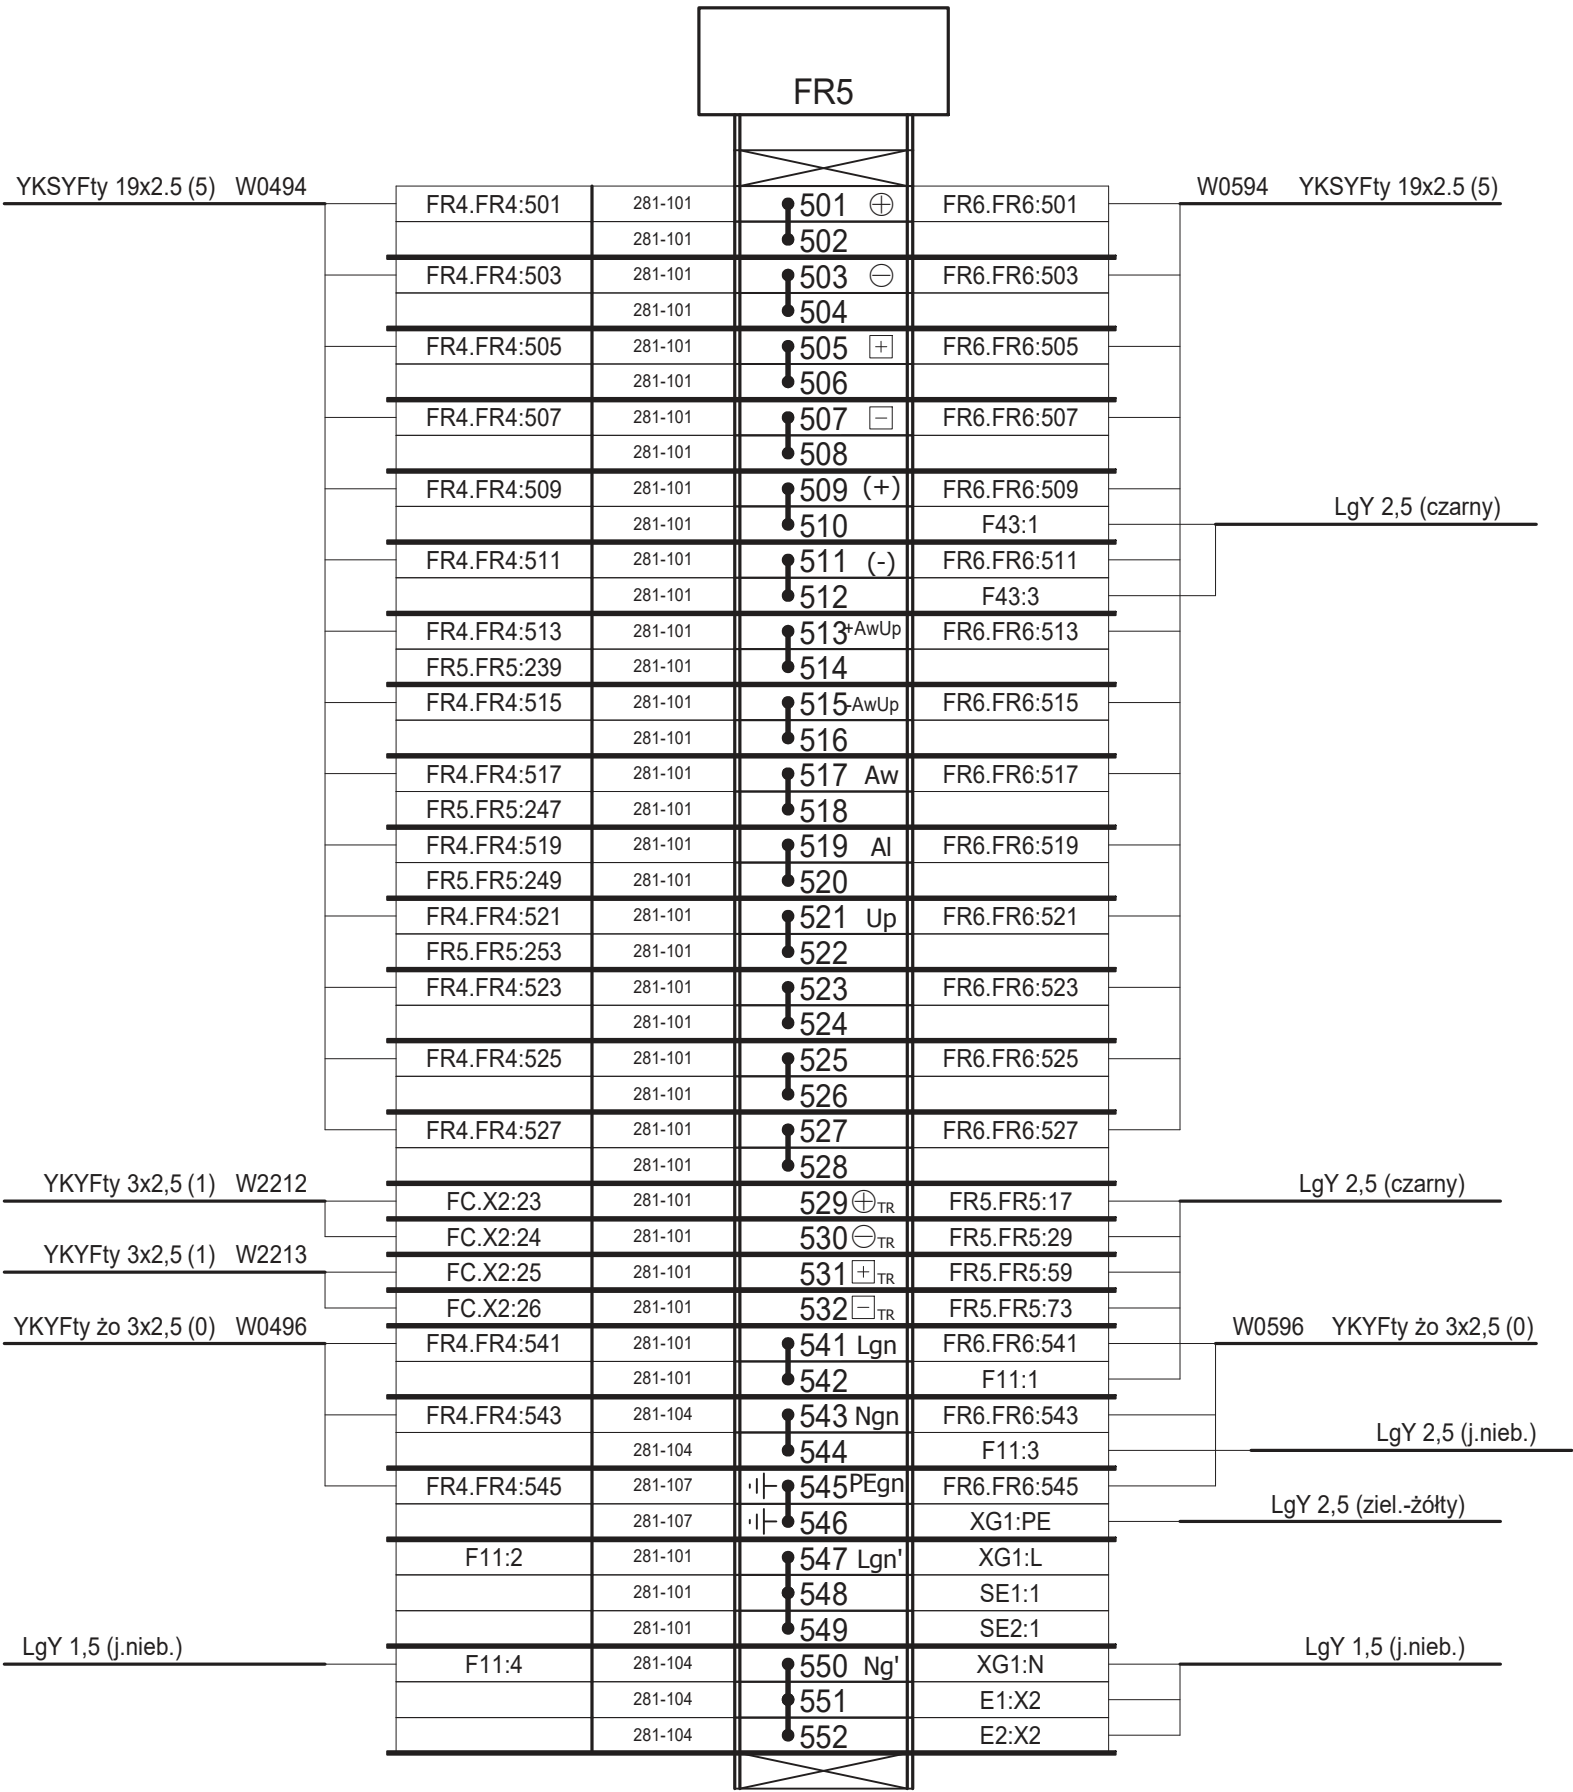 FR5
YKSYFty 19x2.5 (5) W0494
W0594 YKSYFty 19x2.5 (5)
FR4.FR4:501 281-101 501 ⊕ FR6.FR6:501
281-101 502
FR4.FR4:503 281-101 503 ⊖ FR6.FR6:503
281-101 504
FR4.FR4:505 281-101 505 + FR6.FR6:505
281-101 506
FR4.FR4:507 281-101 507 - FR6.FR6:507
281-101 508
FR4.FR4:509 281-101 509 (+) FR6.FR6:509
LgY 2,5 (czarny)
281-101 510 F43:1
FR4.FR4:511 281-101 511 (-) FR6.FR6:511
281-101 512 F43:3
FR4.FR4:513 281-101 513 +AwUp FR6.FR6:513
FR5.FR5:239 281-101 514
FR4.FR4:515 281-101 515 -AwUp FR6.FR6:515
281-101 516
FR4.FR4:517 281-101 517 Aw FR6.FR6:517
FR5.FR5:247 281-101 518
FR4.FR4:519 281-101 519 Al FR6.FR6:519
FR5.FR5:249 281-101 520
FR4.FR4:521 281-101 521 Up FR6.FR6:521
FR5.FR5:253 281-101 522
FR4.FR4:523 281-101 523 FR6.FR6:523
281-101 524
FR4.FR4:525 281-101 525 FR6.FR6:525
281-101 526
FR4.FR4:527 281-101 527 FR6.FR6:527
281-101 528
YKYFty 3x2,5 (1) W2212
LgY 2,5 (czarny)
FC.X2:23 281-101 529 ⊕TR FR5.FR5:17
FC.X2:24 281-101 530 ⊖TR FR5.FR5:29
YKYFty 3x2,5 (1) W2213
FC.X2:25 281-101 531 +TR FR5.FR5:59
FC.X2:26 281-101 532 -TR FR5.FR5:73
YKYFty żo 3x2,5 (0) W0496
W0596 YKYFty żo 3x2,5 (0)
FR4.FR4:541 281-101 541 Lgn FR6.FR6:541
281-101 542 F11:1
FR4.FR4:543 281-104 543 Ngn FR6.FR6:543
LgY 2,5 (j.nieb.)
281-104 544 F11:3
FR4.FR4:545 281-107 545 PEgn FR6.FR6:545
LgY 2,5 (ziel.-żółty)
281-107 546 XG1:PE
F11:2 281-101 547 Lgn' XG1:L
281-101 548 SE1:1
281-101 549 SE2:1
LgY 1,5 (j.nieb.)
LgY 1,5 (j.nieb.)
F11:4 281-104 550 Ng' XG1:N
281-104 551 E1:X2
281-104 552 E2:X2